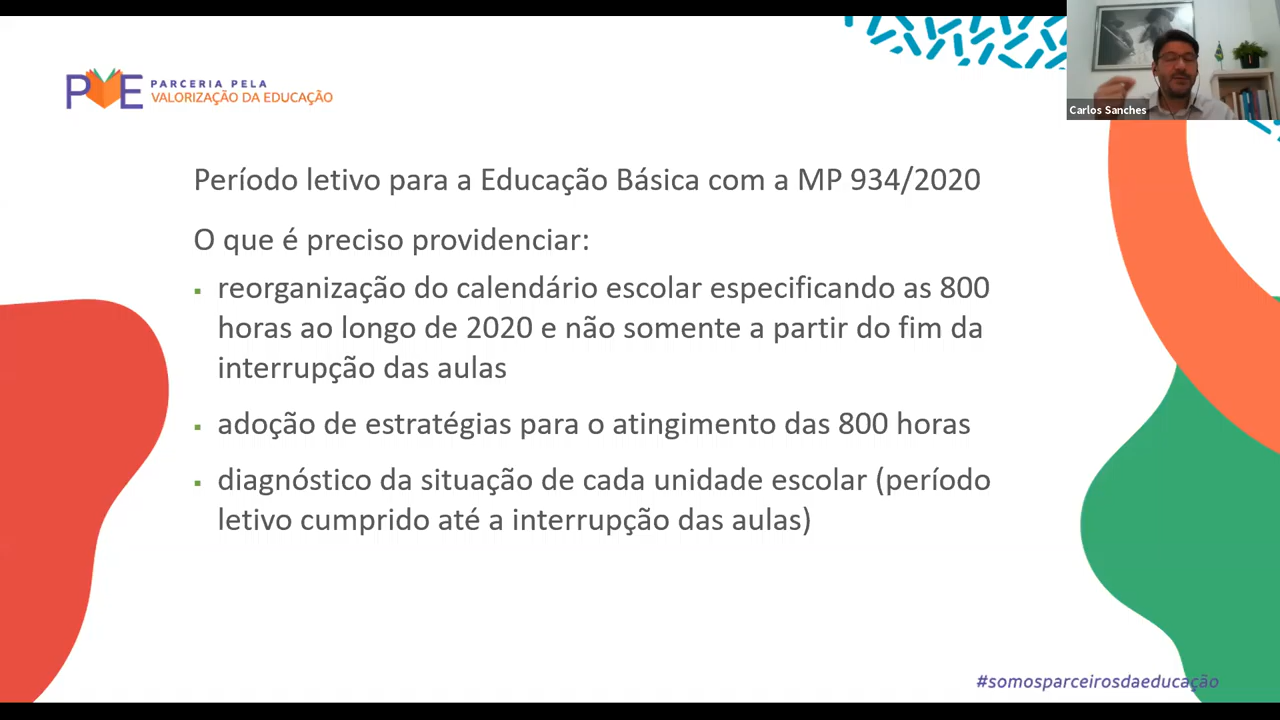 PVE PARCERIA PELA
VALORIZAÇÃO DA EDUCAÇÃO
Carlos Sanches
Período letivo para a Educação Básica com a MP 934/2020
O que é preciso providenciar:
▪ reorganização do calendário escolar especificando as 800
horas ao longo de 2020 e não somente a partir do fim da
interrupção das aulas
▪ adoção de estratégias para o atingimento das 800 horas
▪ diagnóstico da situação de cada unidade escolar (período
letivo cumprido até a interrupção das aulas)
#somosparceirosdaeducação